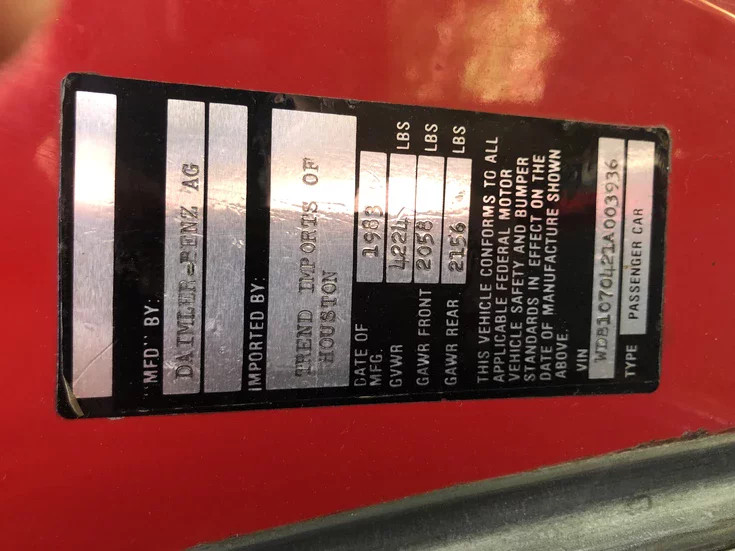 "MFD" BY:
DAIMLER-BENZ AG
IMPORTED BY:
TREND IMPORTS OF
HOUSTON
DATE OF
MFG. 1983
GVWR 4224 LBS
GAWR FRONT 2058 LBS
GAWR REAR 2156 LBS
THIS VEHICLE CONFORMS TO ALL
APPLICABLE FEDERAL MOTOR
VEHICLE SAFETY AND BUMPER
STANDARDS IN EFFECT ON THE
DATE OF MANUFACTURE SHOWN
ABOVE.
VIN WDB1070421A003936
TYPE PASSENGER CAR